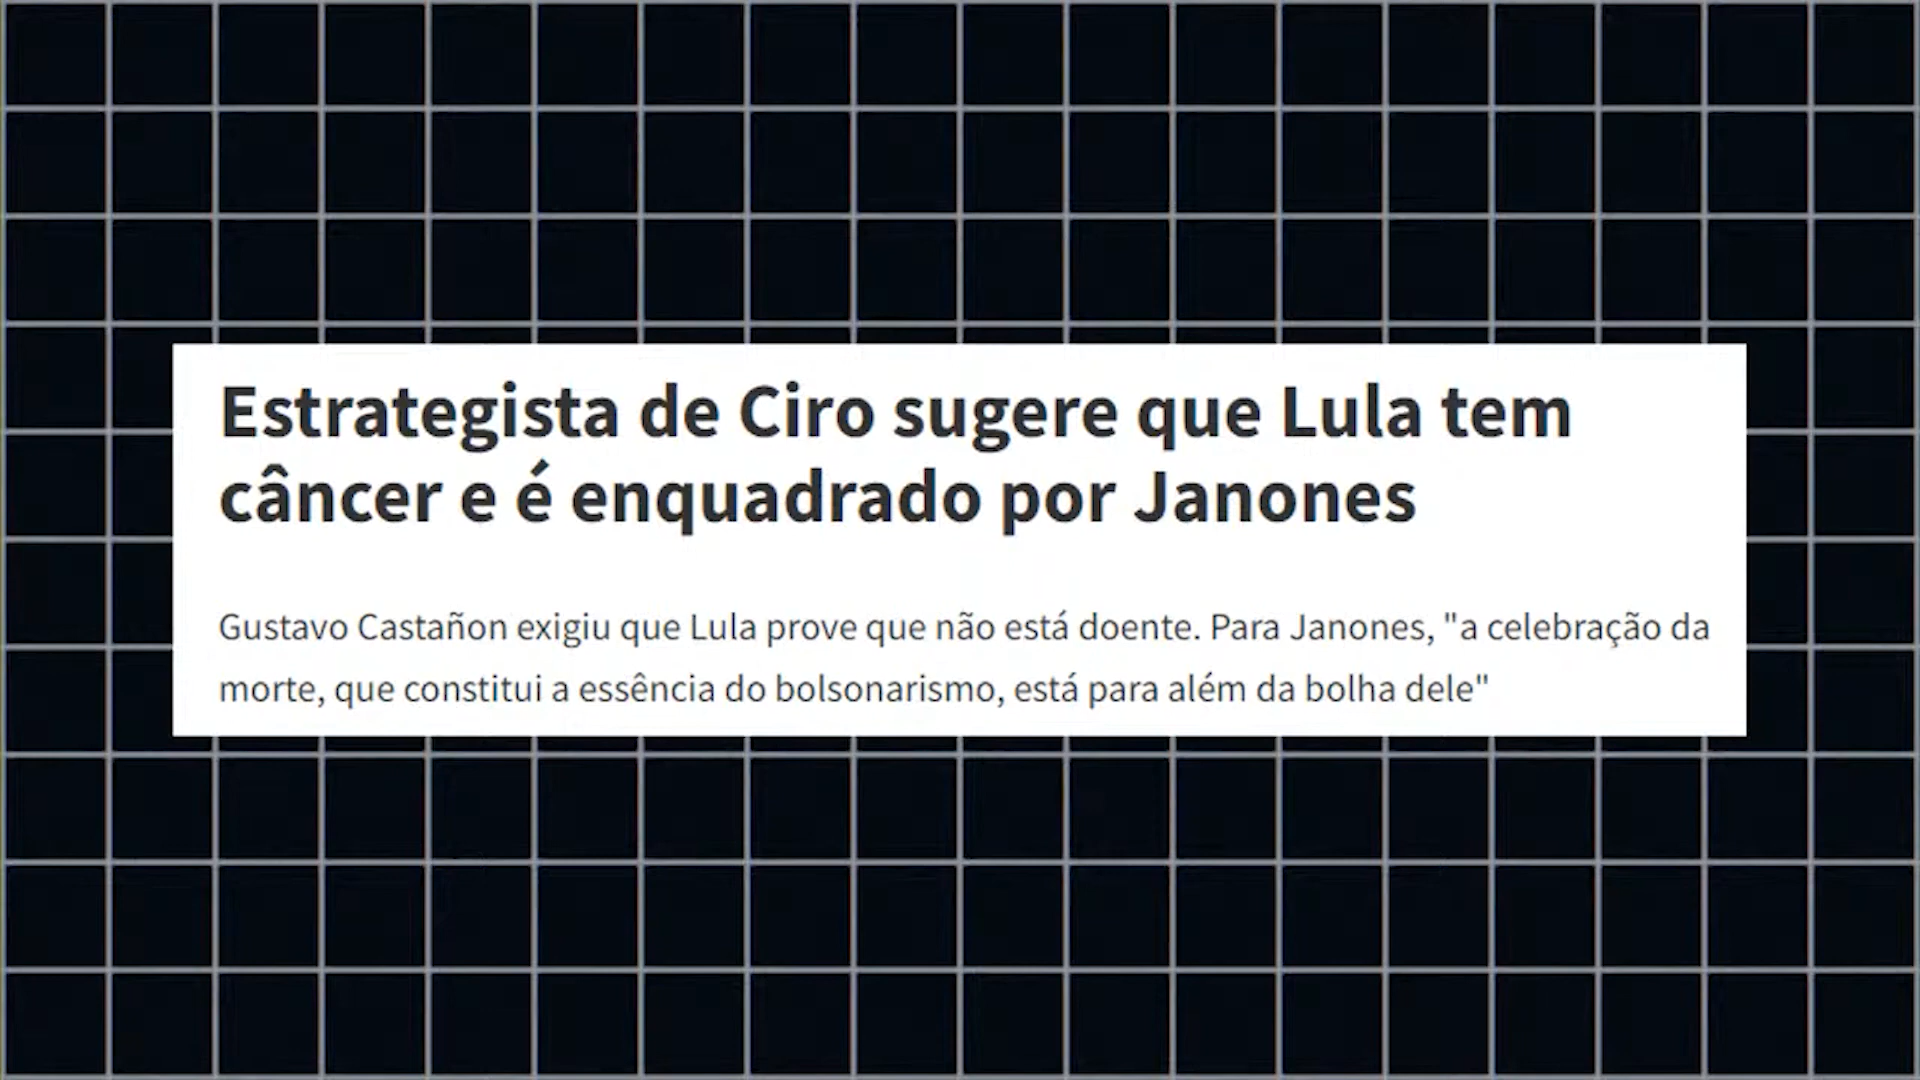 Estrategista de Ciro sugere que Lula tem
câncer e é enquadrado por Janones
Gustavo Castañon exigiu que Lula prove que não está doente. Para Janones, "a celebração da
morte, que constitui a essência do bolsonarismo, está para além da bolha dele"